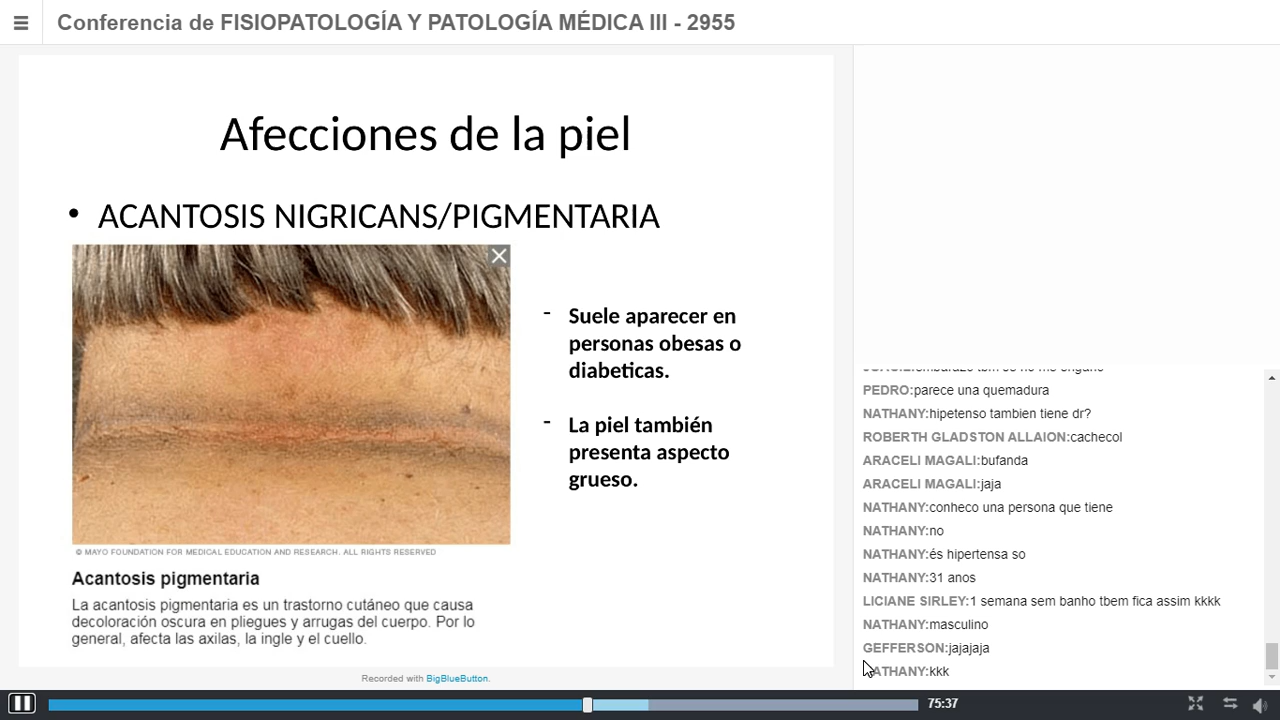 Conferencia de FISIOPATOLOGÍA Y PATOLOGÍA MÉDICA III - 2955
Afecciones de la piel
• ACANTOSIS NIGRICANS/PIGMENTARIA
- Suele aparecer en
personas obesas o
diabeticas.
- La piel también
presenta aspecto
grueso.
© MAYO FOUNDATION FOR MEDICAL EDUCATION AND RESEARCH. ALL RIGHTS RESERVED
Acantosis pigmentaria
La acantosis pigmentaria es un trastorno cutáneo que causa
decoloración oscura en pliegues y arrugas del cuerpo. Por lo
general, afecta las axilas, la ingle y el cuello.
Recorded with BigBlueButton.
PEDRO:parece una quemadura
NATHANY:hipetenso tambien tiene dr?
ROBERTH GLADSTON ALLAION:cachecol
ARACELI MAGALI:bufanda
ARACELI MAGALI:jaja
NATHANY:conheco una persona que tiene
NATHANY:no
NATHANY:és hipertensa so
NATHANY:31 anos
LICIANE SIRLEY:1 semana sem banho tbem fica assim kkkk
NATHANY:masculino
GEFFERSON:jajajaja
NATHANY:kkk
75:37